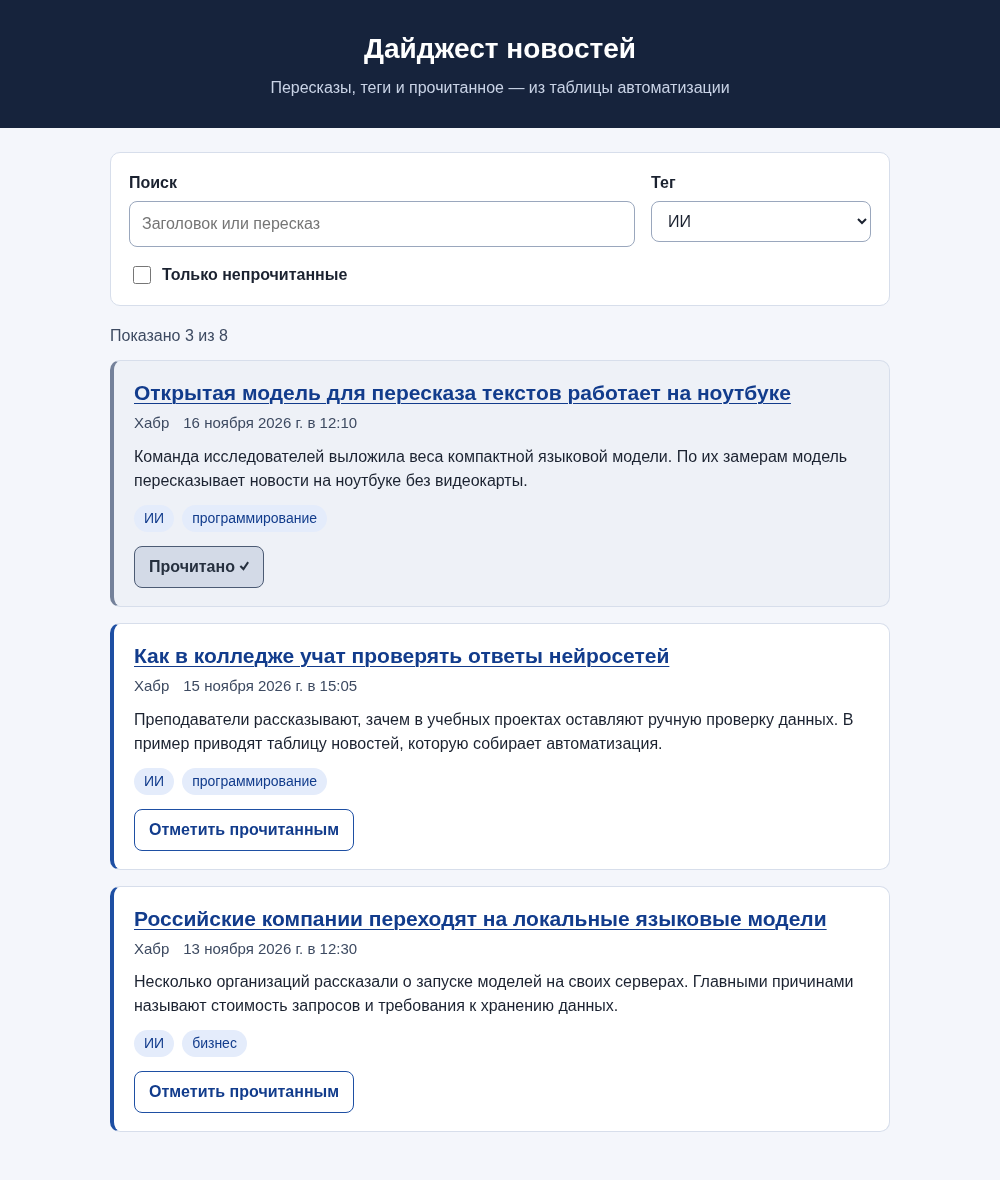 Дайджест новостей
Пересказы, теги и прочитанное — из таблицы автоматизации
Поиск
Заголовок или пересказ
Тег
ИИ
Только непрочитанные
Показано 3 из 8
Открытая модель для пересказа текстов работает на ноутбуке
Хабр 16 ноября 2026 г. в 12:10
Команда исследователей выложила веса компактной языковой модели. По их замерам модель
пересказывает новости на ноутбуке без видеокарты.
ИИ программирование
Прочитано ✓
Как в колледже учат проверять ответы нейросетей
Хабр 15 ноября 2026 г. в 15:05
Преподаватели рассказывают, зачем в учебных проектах оставляют ручную проверку данных. В
пример приводят таблицу новостей, которую собирает автоматизация.
ИИ программирование
Отметить прочитанным
Российские компании переходят на локальные языковые модели
Хабр 13 ноября 2026 г. в 12:30
Несколько организаций рассказали о запуске моделей на своих серверах. Главными причинами
называют стоимость запросов и требования к хранению данных.
ИИ бизнес
Отметить прочитанным